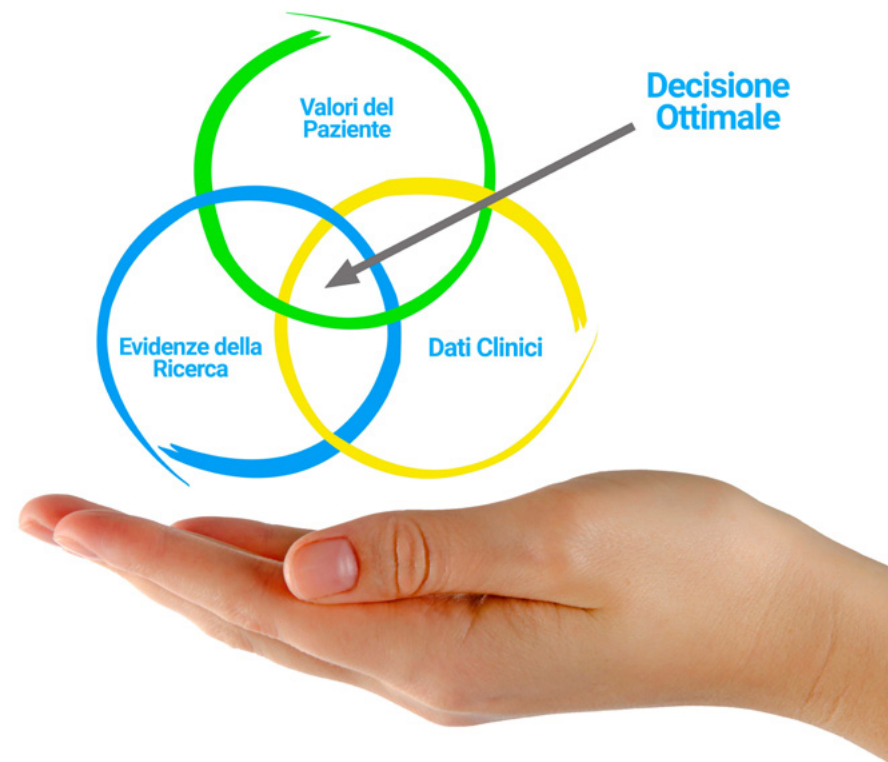 Valori del
Paziente
Decisione
Ottimale
Evidenze della
Ricerca
Dati Clinici